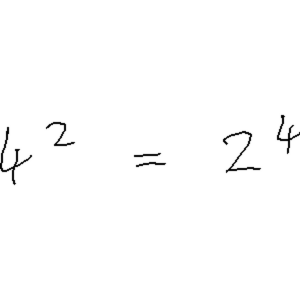 4² = 2⁴